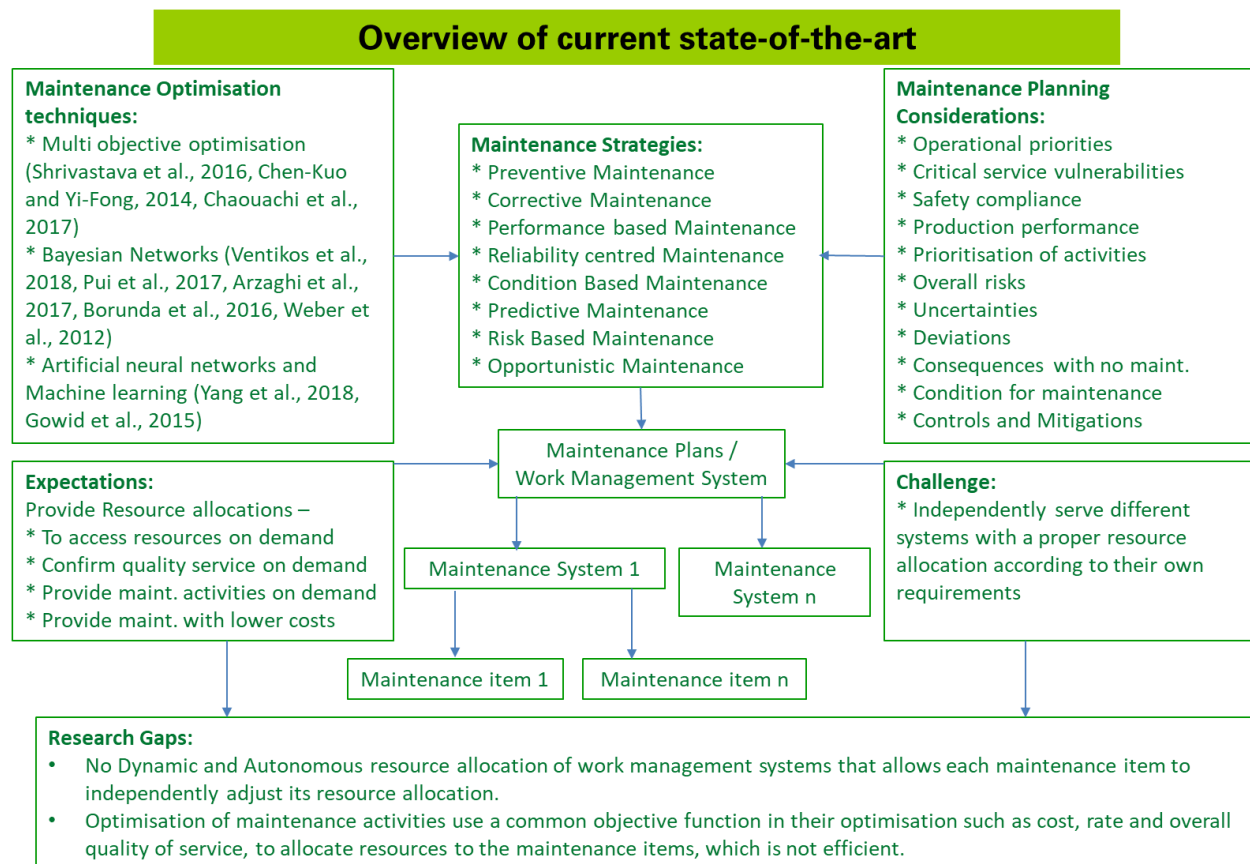 Overview of current state-of-the-art
Maintenance Optimisation
techniques:
* Multi objective optimisation
(Shrivastava et al., 2016, Chen-Kuo
and Yi-Fong, 2014, Chaouachi et al.,
2017)
* Bayesian Networks (Ventikos et al.,
2018, Pui et al., 2017, Arzaghi et al.,
2017, Borunda et al., 2016, Weber et
al., 2012)
* Artificial neural networks and
Machine learning (Yang et al., 2018,
Gowid et al., 2015)
Maintenance Strategies:
* Preventive Maintenance
* Corrective Maintenance
* Performance based Maintenance
* Reliability centred Maintenance
* Condition Based Maintenance
* Predictive Maintenance
* Risk Based Maintenance
* Opportunistic Maintenance
Maintenance Planning
Considerations:
* Operational priorities
* Critical service vulnerabilities
* Safety compliance
* Production performance
* Prioritisation of activities
* Overall risks
* Uncertainties
* Deviations
* Consequences with no maint.
* Condition for maintenance
* Controls and Mitigations
Maintenance Plans /
Work Management System
Expectations:
Provide Resource allocations –
* To access resources on demand
* Confirm quality service on demand
* Provide maint. activities on demand
* Provide maint. with lower costs
Maintenance System 1
Maintenance
System n
Challenge:
* Independently serve different
systems with a proper resource
allocation according to their own
requirements
Maintenance item 1
Maintenance item n
Research Gaps:
• No Dynamic and Autonomous resource allocation of work management systems that allows each maintenance item to
independently adjust its resource allocation.
• Optimisation of maintenance activities use a common objective function in their optimisation such as cost, rate and overall
quality of service, to allocate resources to the maintenance items, which is not efficient.